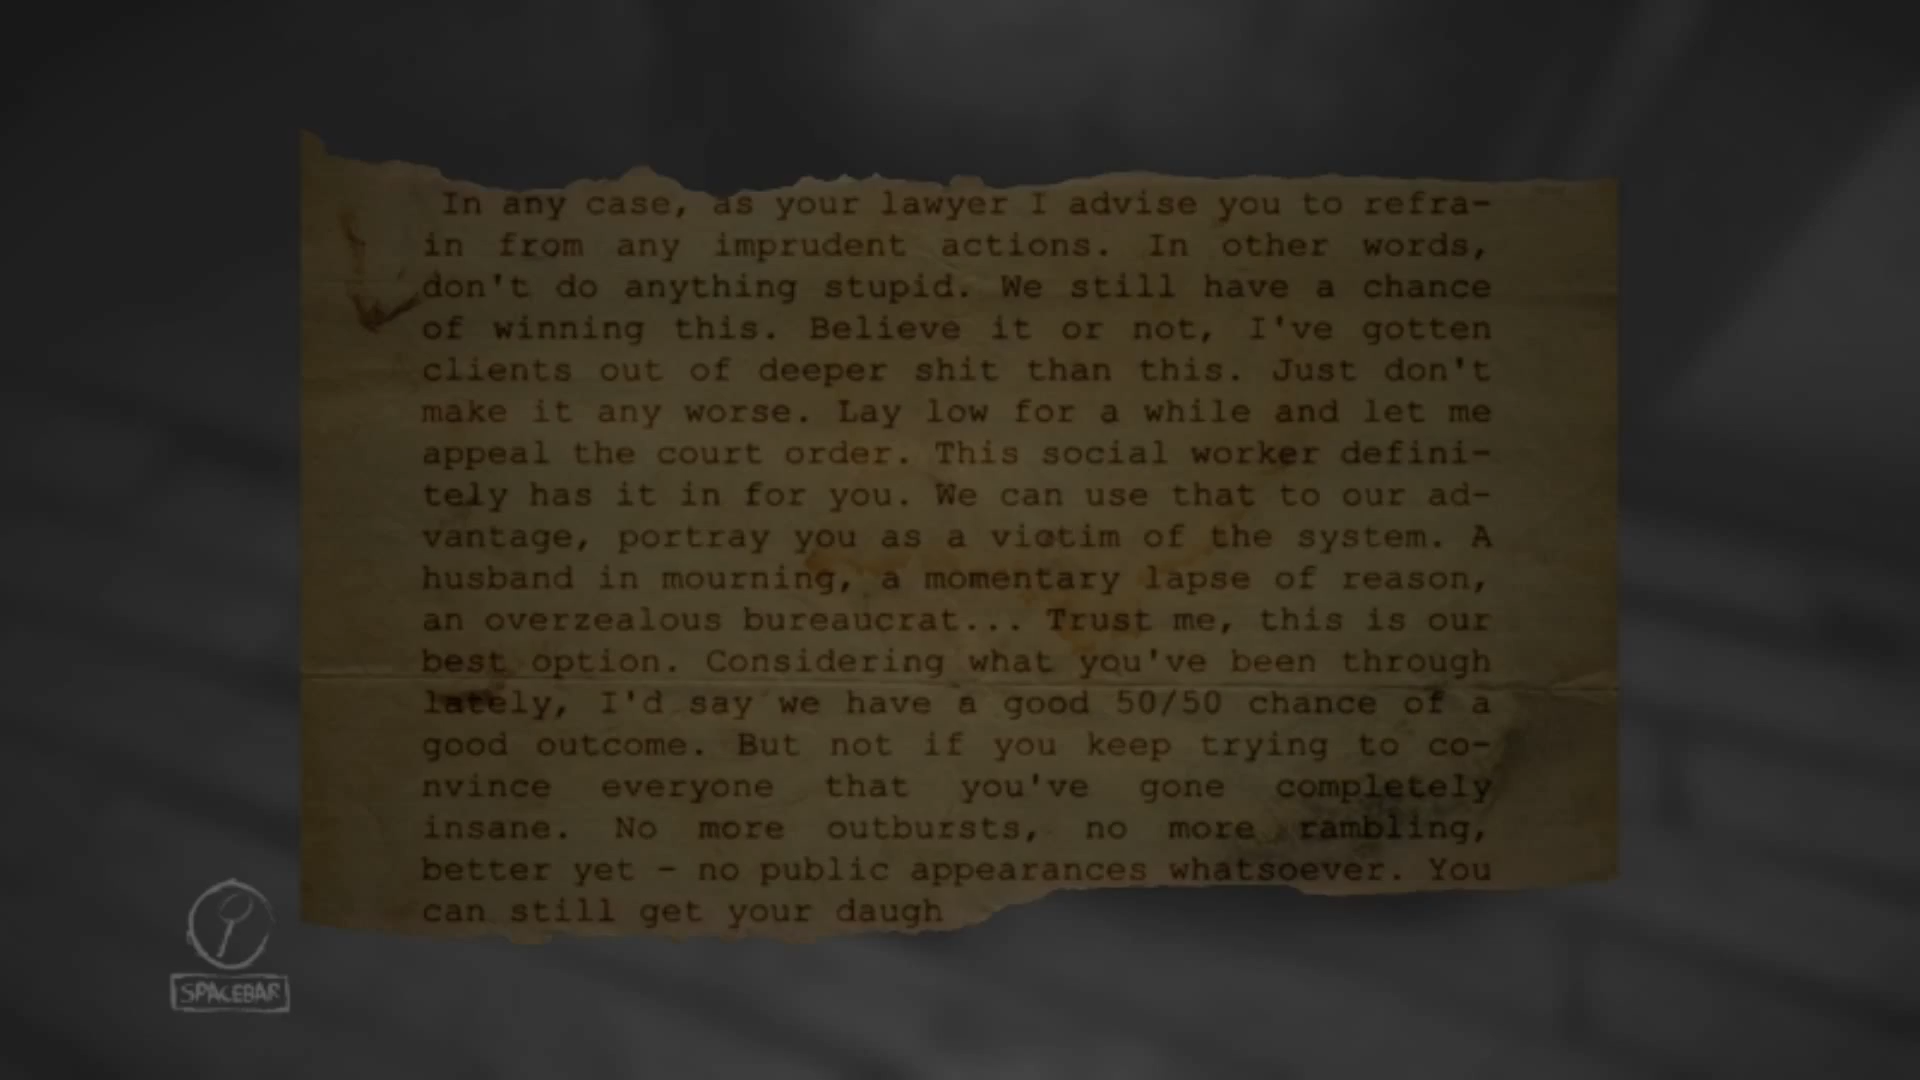 In any case, as your lawyer I advise you to refra-
in from any imprudent actions. In other words,
don't do anything stupid. We still have a chance
of winning this. Believe it or not, I've gotten
clients out of deeper shit than this. Just don't
make it any worse. Lay low for a while and let me
appeal the court order. This social worker defini-
tely has it in for you. We can use that to our ad-
vantage, portray you as a victim of the system. A
husband in mourning, a momentary lapse of reason,
an overzealous bureaucrat... Trust me, this is our
best option. Considering what you've been through
lately, I'd say we have a good 50/50 chance of a
good outcome. But not if you keep trying to co-
nvince everyone that you've gone completely
insane. No more outbursts, no more rambling,
better yet - no public appearances whatsoever. You
can still get your daugh
SPACEBAR